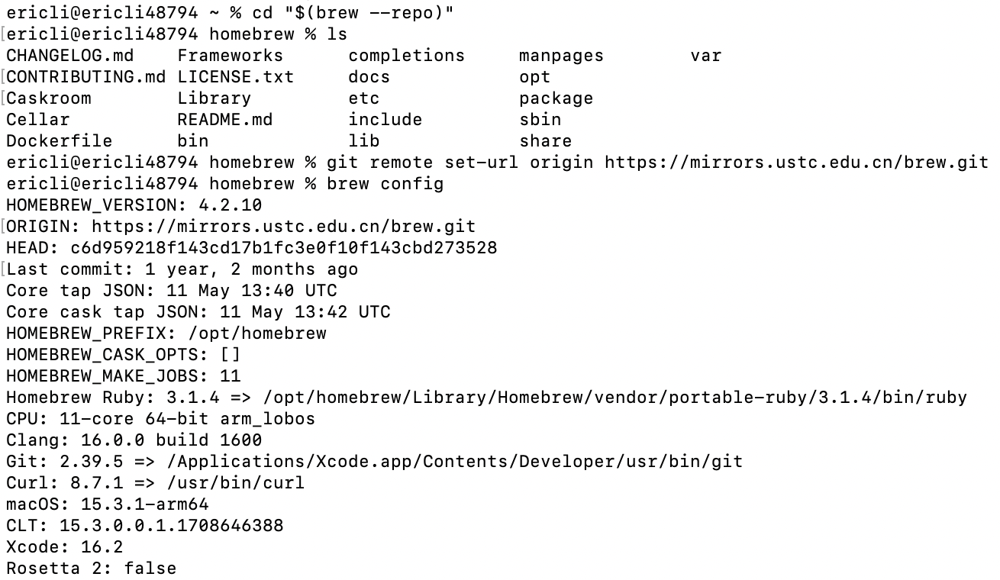 ericli@ericli48794 ~ % cd "$(brew --repo)"
[ericli@ericli48794 homebrew % ls
CHANGELOG.md    Frameworks      completions     manpages        var
[CONTRIBUTING.md LICENSE.txt     docs            opt
[Caskroom        Library         etc             package
Cellar          README.md       include         sbin
Dockerfile      bin             lib             share
ericli@ericli48794 homebrew % git remote set-url origin https://mirrors.ustc.edu.cn/brew.git
ericli@ericli48794 homebrew % brew config
HOMEBREW_VERSION: 4.2.10
[ORIGIN: https://mirrors.ustc.edu.cn/brew.git
HEAD: c6d959218f143cd17b1fc3e0f10f143cbd273528
[Last commit: 1 year, 2 months ago
Core tap JSON: 11 May 13:40 UTC
Core cask tap JSON: 11 May 13:42 UTC
HOMEBREW_PREFIX: /opt/homebrew
HOMEBREW_CASK_OPTS: []
HOMEBREW_MAKE_JOBS: 11
Homebrew Ruby: 3.1.4 => /opt/homebrew/Library/Homebrew/vendor/portable-ruby/3.1.4/bin/ruby
CPU: 11-core 64-bit arm_lobos
Clang: 16.0.0 build 1600
Git: 2.39.5 => /Applications/Xcode.app/Contents/Developer/usr/bin/git
Curl: 8.7.1 => /usr/bin/curl
macOS: 15.3.1-arm64
CLT: 15.3.0.0.1.1708646388
Xcode: 16.2
Rosetta 2: false